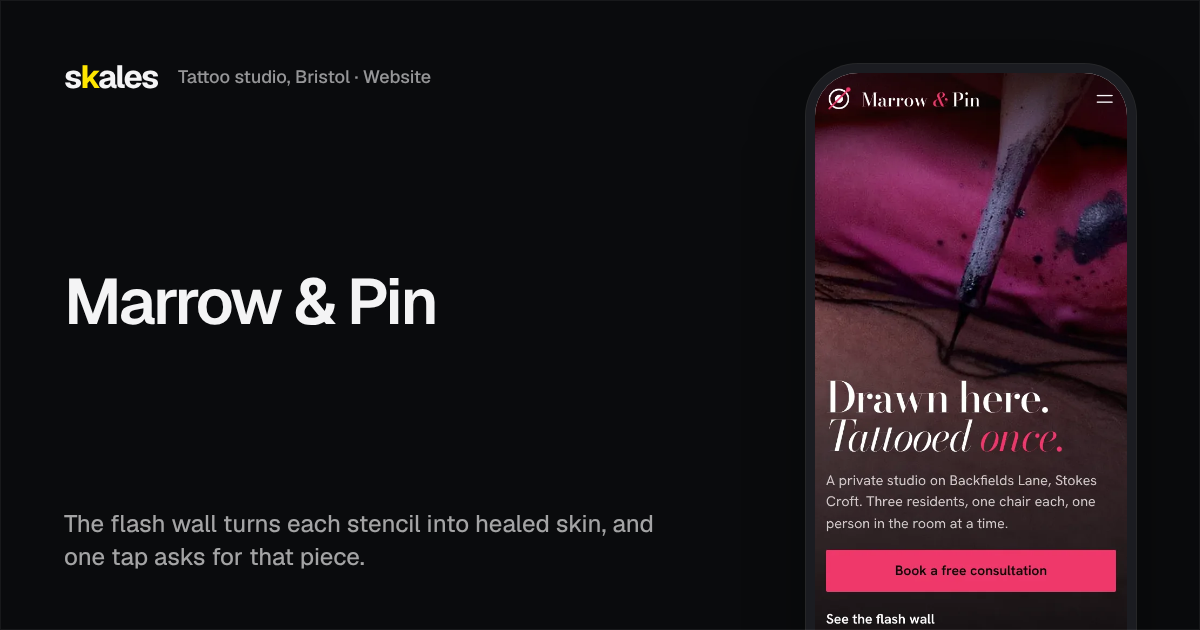 skales
Tattoo studio, Bristol · Website
Marrow & Pin
The flash wall turns each stencil into healed skin, and
one tap asks for that piece.
Marrow & Pin
Drawn here.
Tattooed once.
A private studio on Backfields Lane, Stokes
Croft. Three residents, one chair each, one
person in the room at a time.
Book a free consultation
See the flash wall